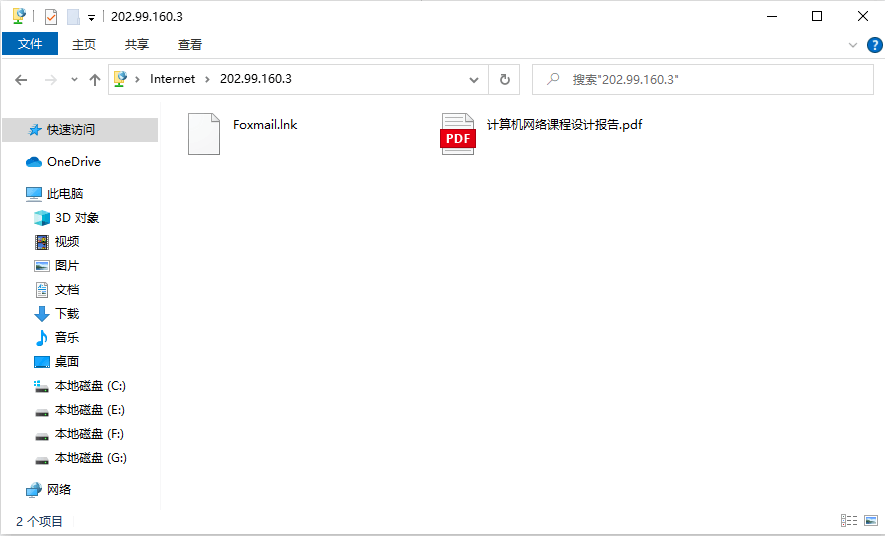 202.99.160.3
文件 主页 共享 查看
Internet 202.99.160.3 搜索"202.99.160.3"
快速访问
OneDrive
此电脑
3D 对象
视频
图片
文档
下载
音乐
桌面
本地磁盘 (C:)
本地磁盘 (E:)
本地磁盘 (F:)
本地磁盘 (G:)
网络
Foxmail.lnk
PDF
计算机网络课程设计报告.pdf
2 个项目